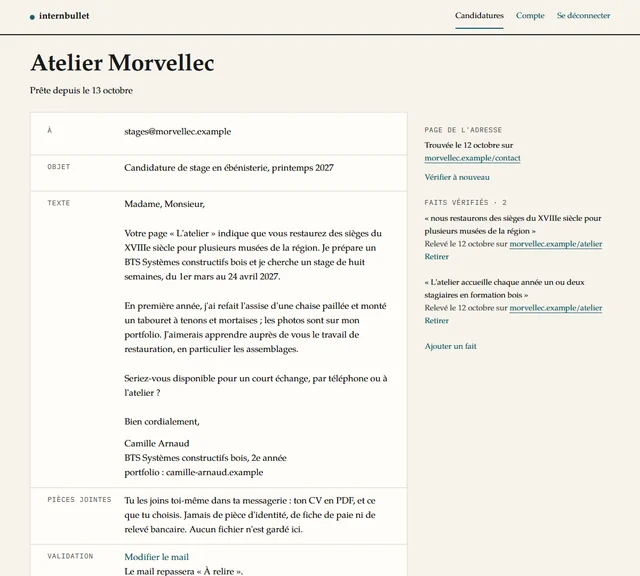 internbullet
Candidatures
Compte
Se déconnecter
Atelier Morvellec
Prête depuis le 13 octobre
À
stages@morvellec.example
OBJET
Candidature de stage en ébénisterie, printemps 2027
TEXTE
Madame, Monsieur,
Votre page « L'atelier » indique que vous restaurez des sièges du
XVIIIe siècle pour plusieurs musées de la région. Je prépare un
BTS Systèmes constructifs bois et je cherche un stage de huit
semaines, du 1er mars au 24 avril 2027.
En première année, j'ai refait l'assise d'une chaise paillée et monté
un tabouret à tenons et mortaises ; les photos sont sur mon
portfolio. J'aimerais apprendre auprès de vous le travail de
restauration, en particulier les assemblages.
Seriez-vous disponible pour un court échange, par téléphone ou à
l'atelier ?
Bien cordialement,
Camille Arnaud
BTS Systèmes constructifs bois, 2e année
portfolio : camille-arnaud.example
PIÈCES JOINTES
Tu les joins toi-même dans ta messagerie : ton CV en PDF, et ce
que tu choisis. Jamais de pièce d'identité, de fiche de paie ni de
relevé bancaire. Aucun fichier n'est gardé ici.
VALIDATION
Modifier le mail
Le mail repassera « À relire ».
PAGE DE L'ADRESSE
Trouvée le 12 octobre sur
morvellec.example/contact
Vérifier à nouveau
FAITS VÉRIFIÉS · 2
« nous restaurons des sièges du XVIIIe siècle pour
plusieurs musées de la région »
Relevé le 12 octobre sur morvellec.example/atelier
Retirer
« L'atelier accueille chaque année un ou deux
stagiaires en formation bois »
Relevé le 12 octobre sur morvellec.example/atelier
Retirer
Ajouter un fait